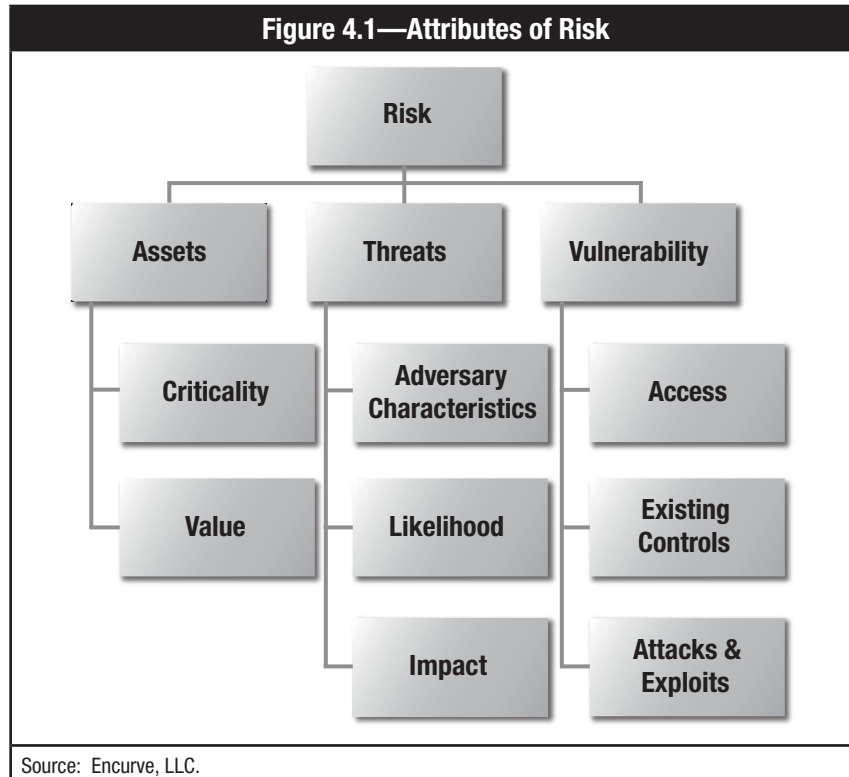 Figure 4.1—Attributes of Risk
Risk
Assets
Threats
Vulnerability
Criticality
Adversary
Characteristics
Access
Value
Likelihood
Existing
Controls
Impact
Attacks &
Exploits
Source: Encurve, LLC.